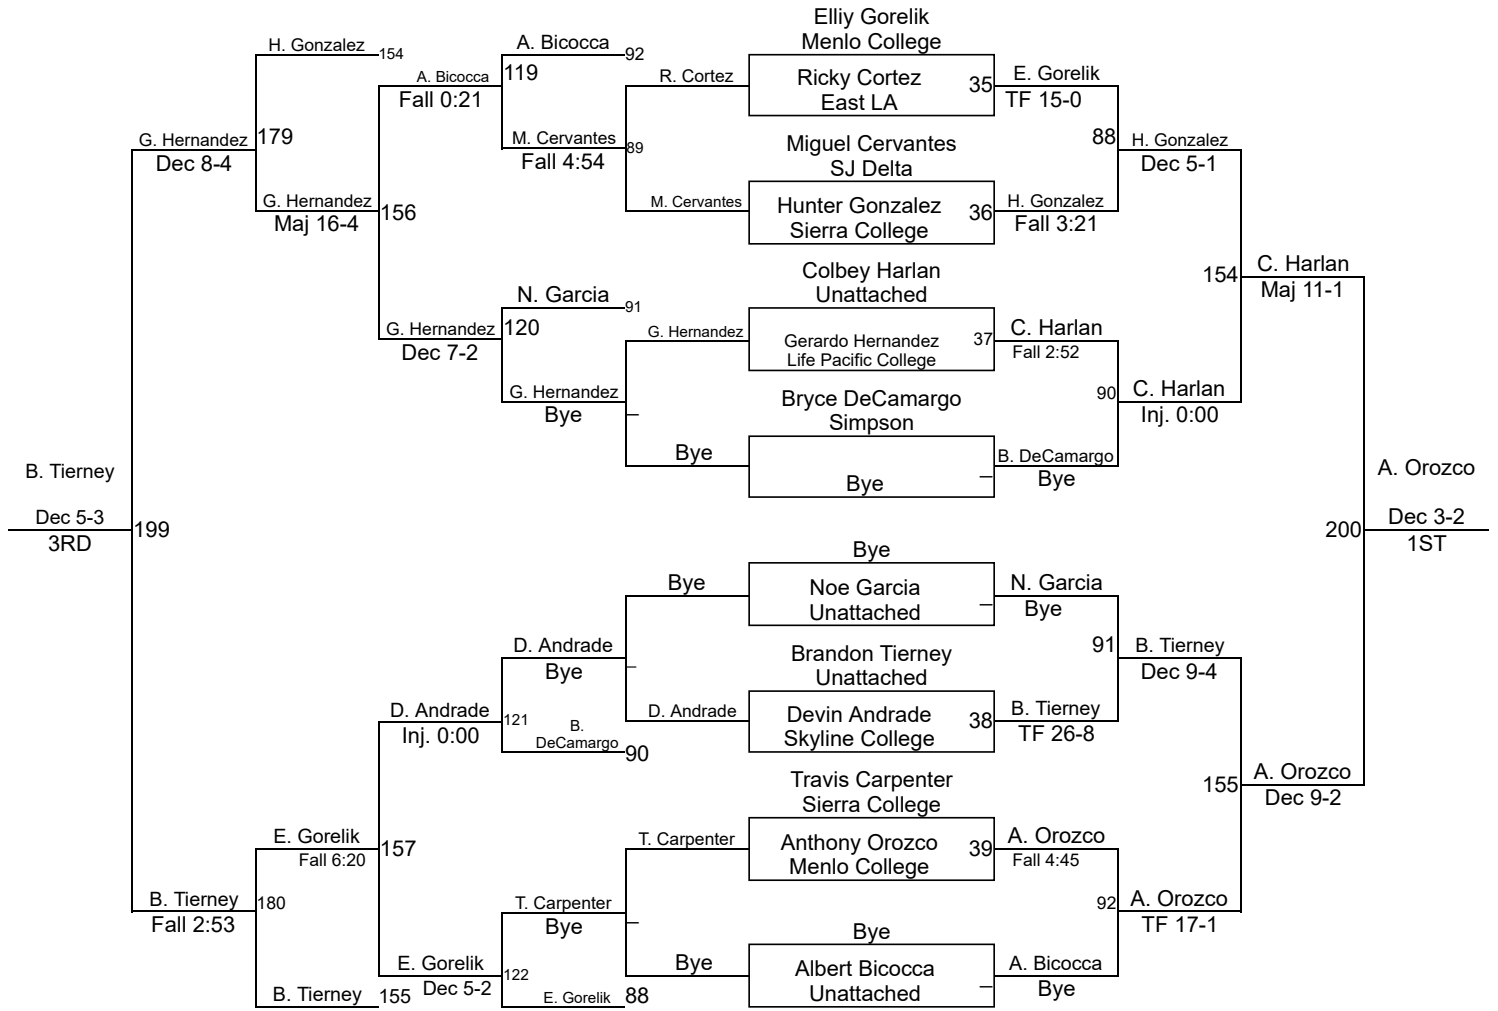 Elliy Gorelik
Menlo College
H. Gonzalez
154
A. Bicocca
92
119
A. Bicocca
Fall 0:21
R. Cortez
Ricky Cortez
East LA
35
E. Gorelik
TF 15-0
G. Hernandez
Dec 8-4
179
M. Cervantes
Fall 4:54
89
Miguel Cervantes
SJ Delta
88
H. Gonzalez
Dec 5-1
G. Hernandez
Maj 16-4
156
M. Cervantes
Hunter Gonzalez
Sierra College
36
H. Gonzalez
Fall 3:21
Colbey Harlan
Unattached
154
C. Harlan
Maj 11-1
N. Garcia
91
G. Hernandez
Dec 7-2
120
G. Hernandez
Gerardo Hernandez
Life Pacific College
37
C. Harlan
Fall 2:52
G. Hernandez
Bye
_
Bryce DeCamargo
Simpson
90
C. Harlan
Inj. 0:00
Bye
Bye
_
B. DeCamargo
Bye
B. Tierney
Dec 5-3
3RD
199
A. Orozco
200
Dec 3-2
1ST
Bye
Bye
Noe Garcia
Unattached
_
N. Garcia
Bye
D. Andrade
Bye
_
Brandon Tierney
Unattached
91
B. Tierney
Dec 9-4
D. Andrade
Inj. 0:00
121
B.
DeCamargo
90
D. Andrade
Devin Andrade
Skyline College
38
B. Tierney
TF 26-8
Travis Carpenter
Sierra College
155
A. Orozco
Dec 9-2
E. Gorelik
Fall 6:20
157
T. Carpenter
Anthony Orozco
Menlo College
39
A. Orozco
Fall 4:45
B. Tierney
Fall 2:53
180
T. Carpenter
Bye
_
Bye
92
A. Orozco
TF 17-1
E. Gorelik
Dec 5-2
122
Bye
Albert Bicocca
Unattached
_
A. Bicocca
Bye
B. Tierney
155
E. Gorelik
88